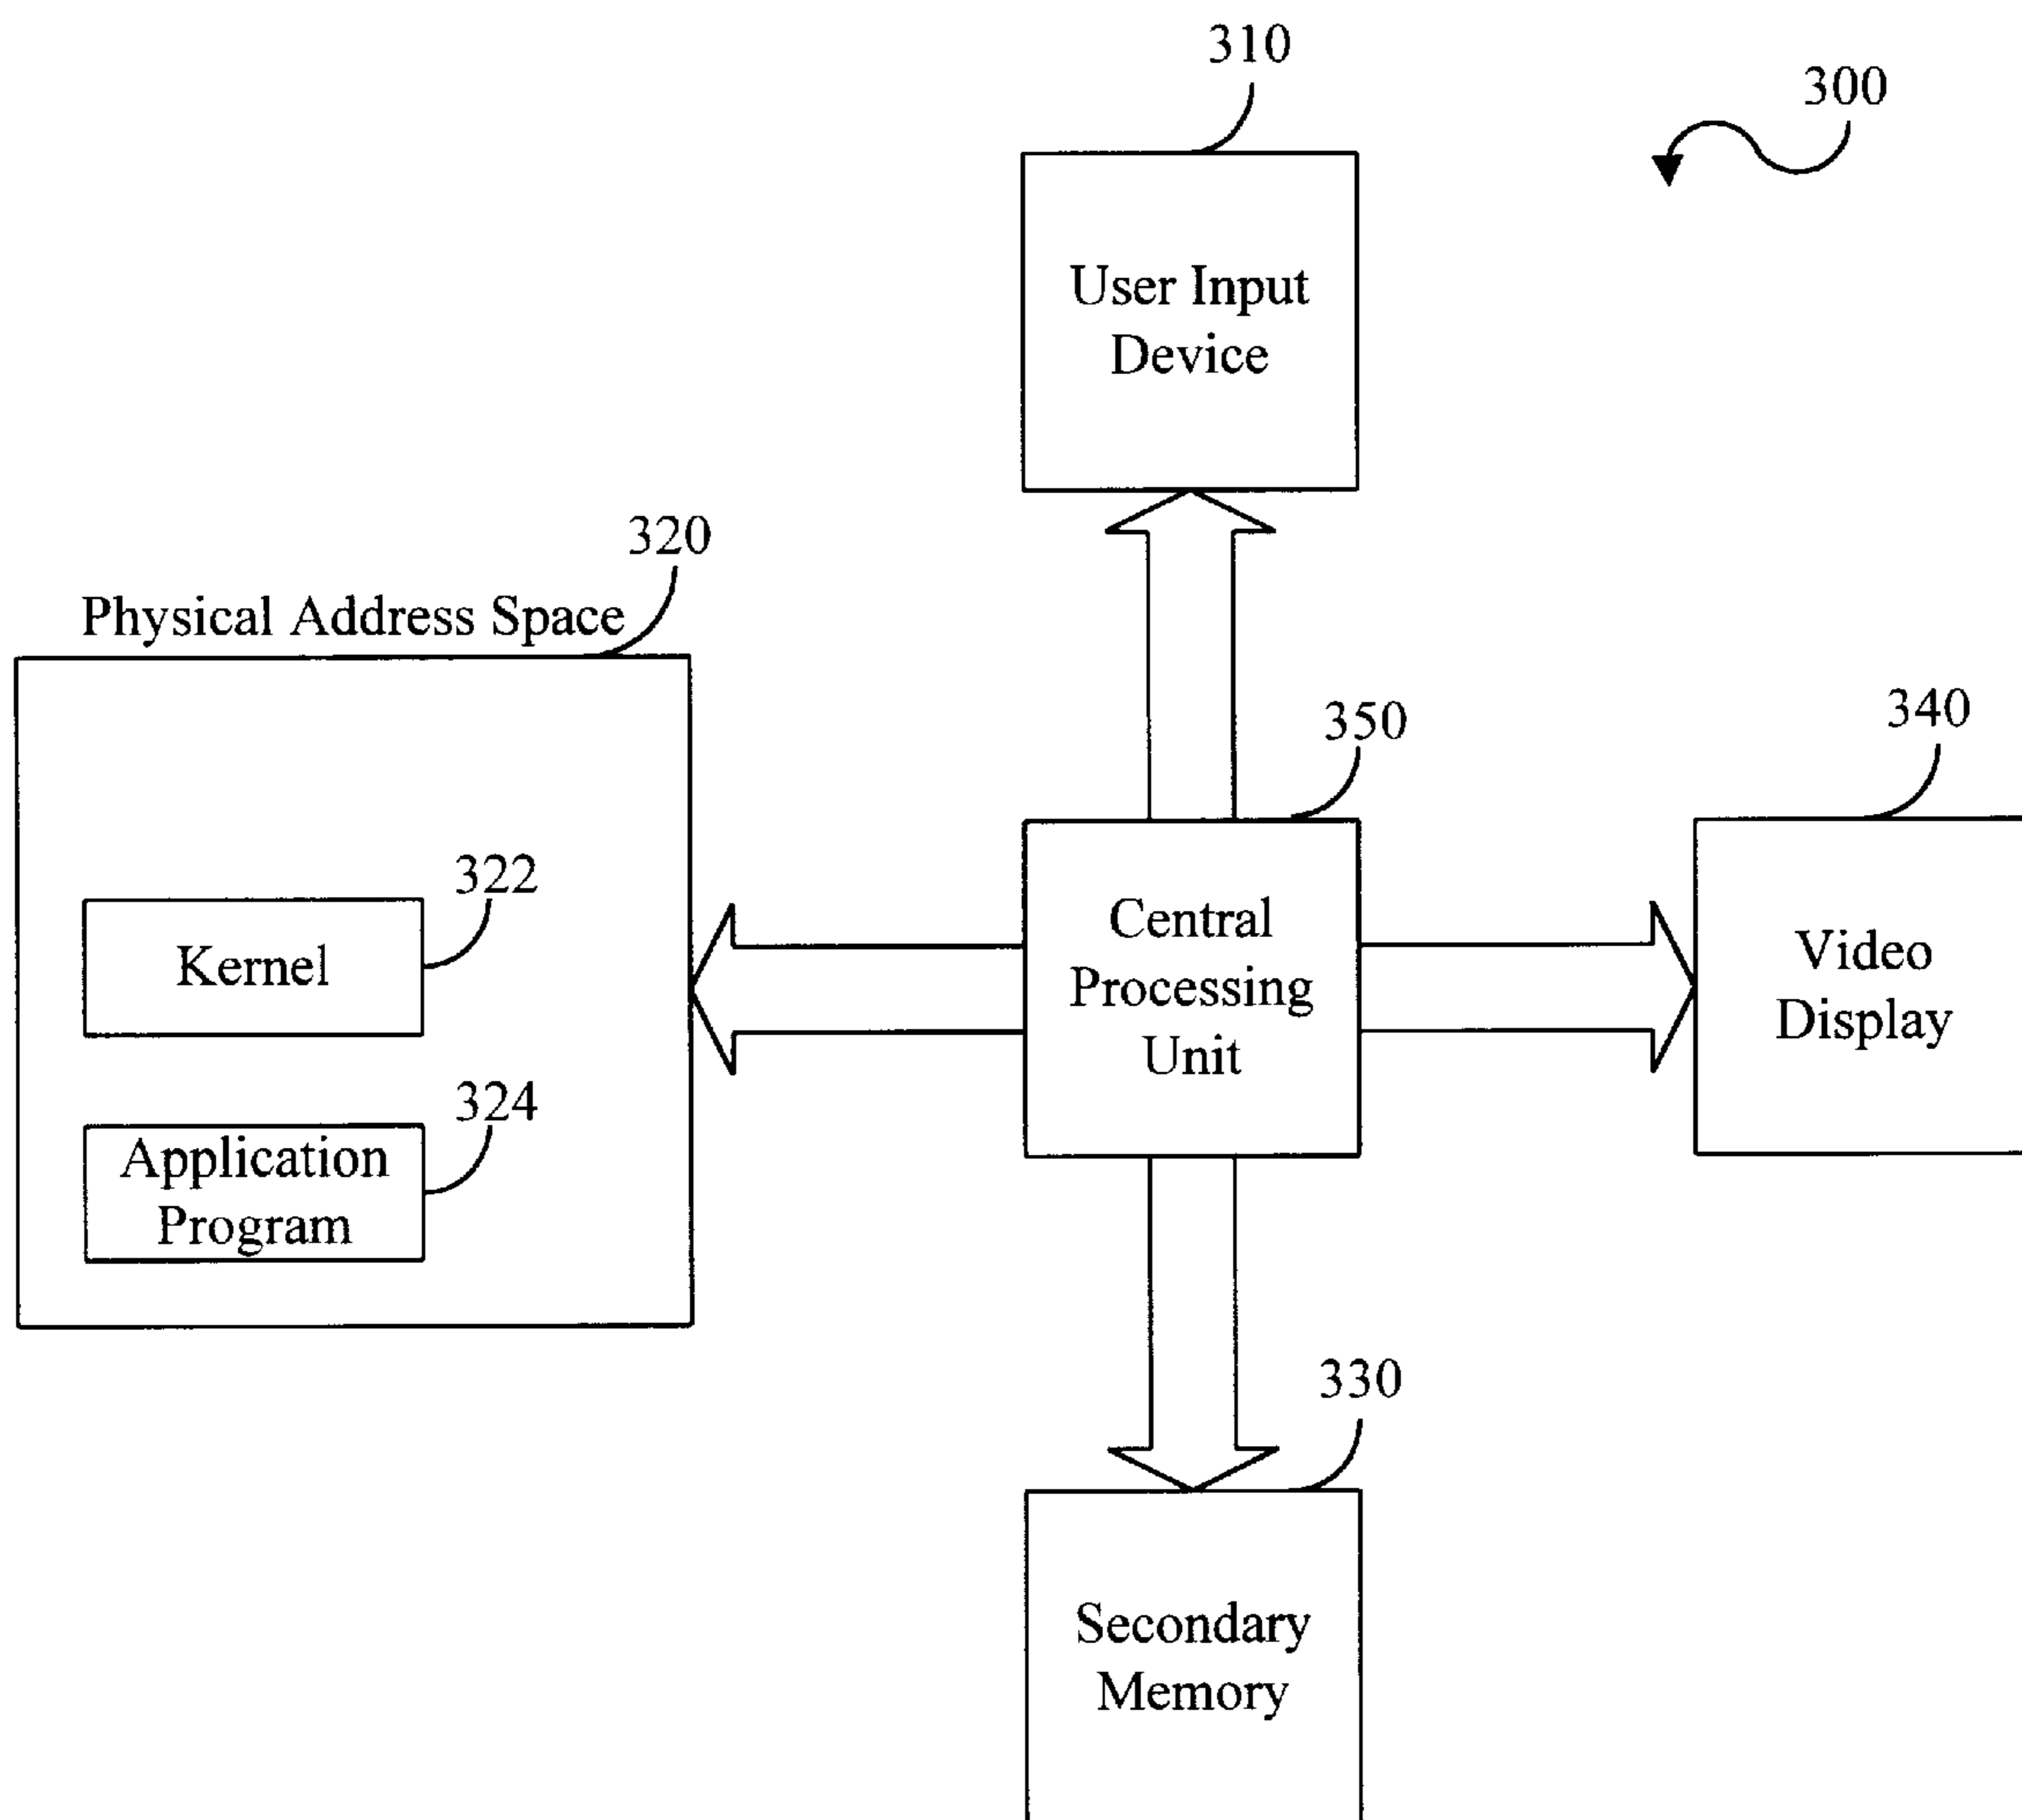 310
300
User Input
Device
320
Physical Address Space
350
340
322
Kernel
Central
Processing
Unit
Video
Display
324
Application
Program
330
Secondary
Memory